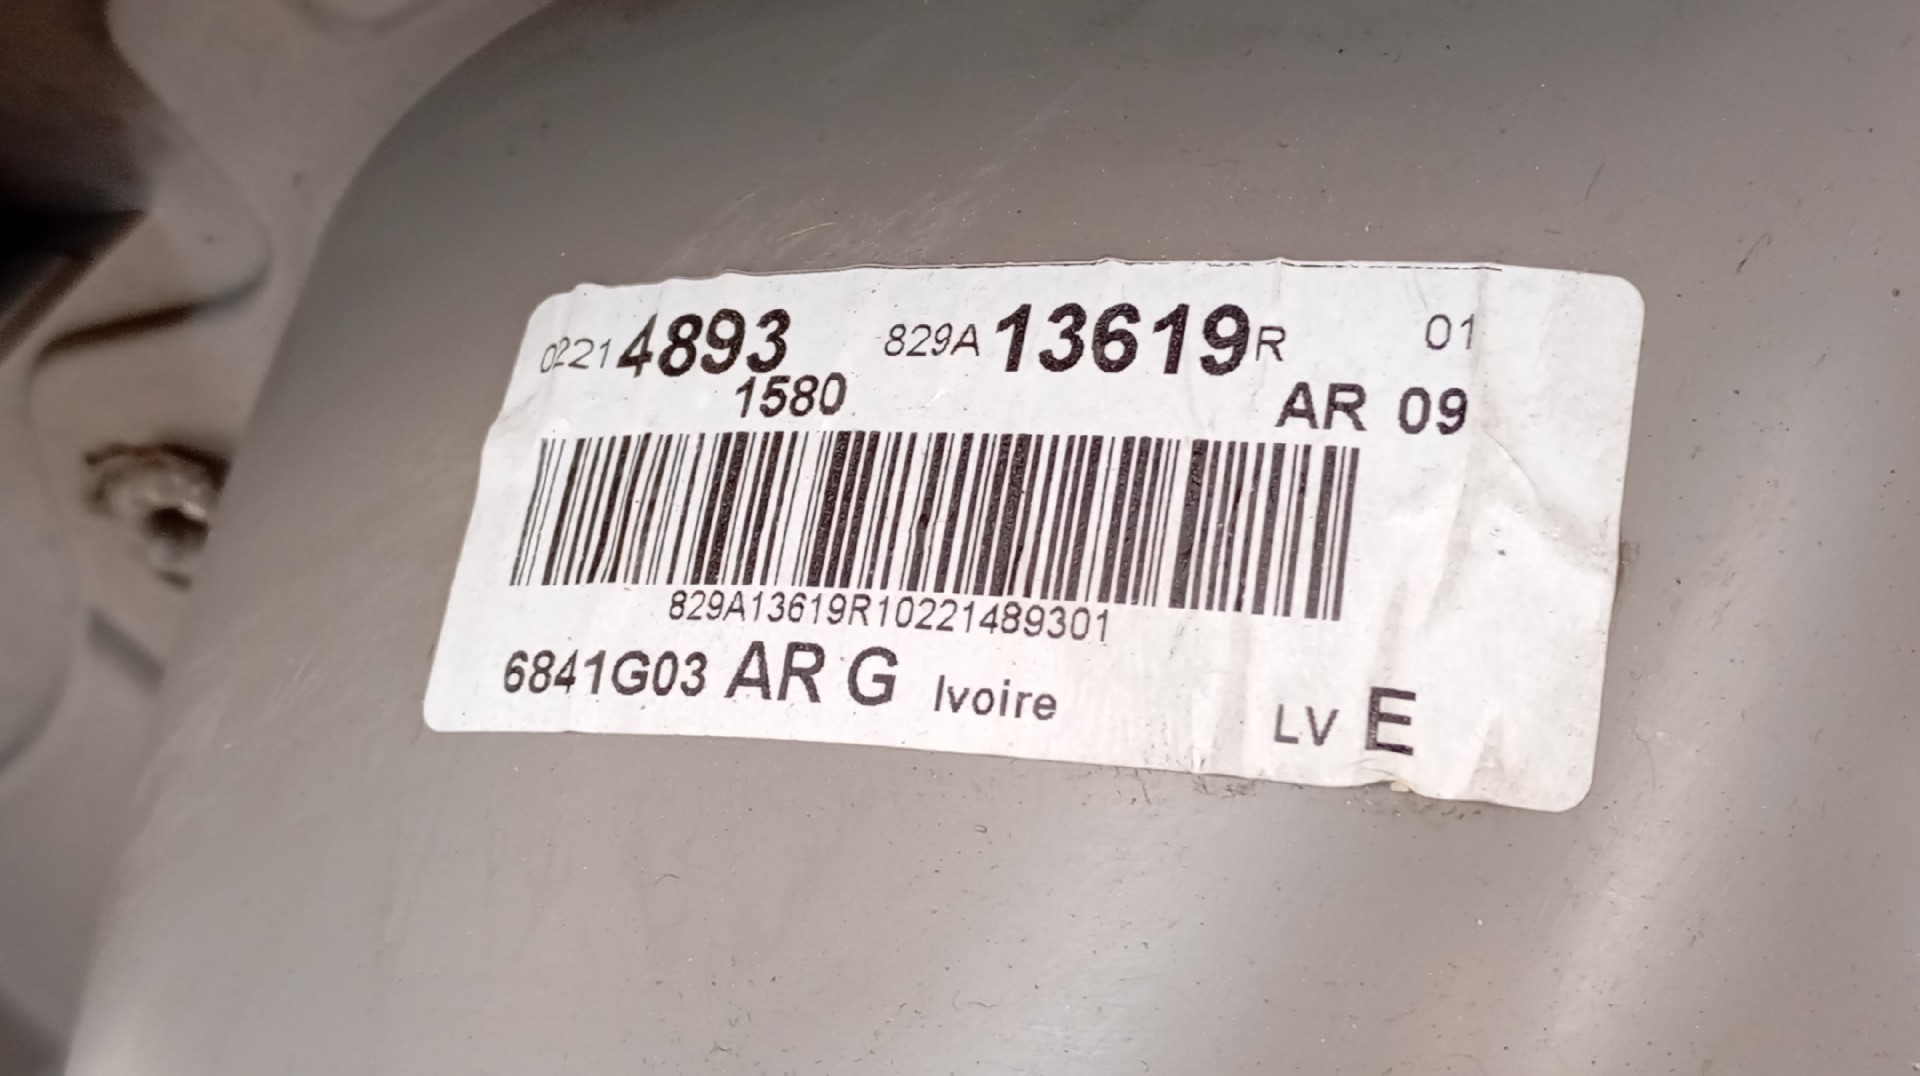 02214893 829A13619R 01
1580 AR 09
829A13619R10221489301
6841G03 AR G Ivoire LV E